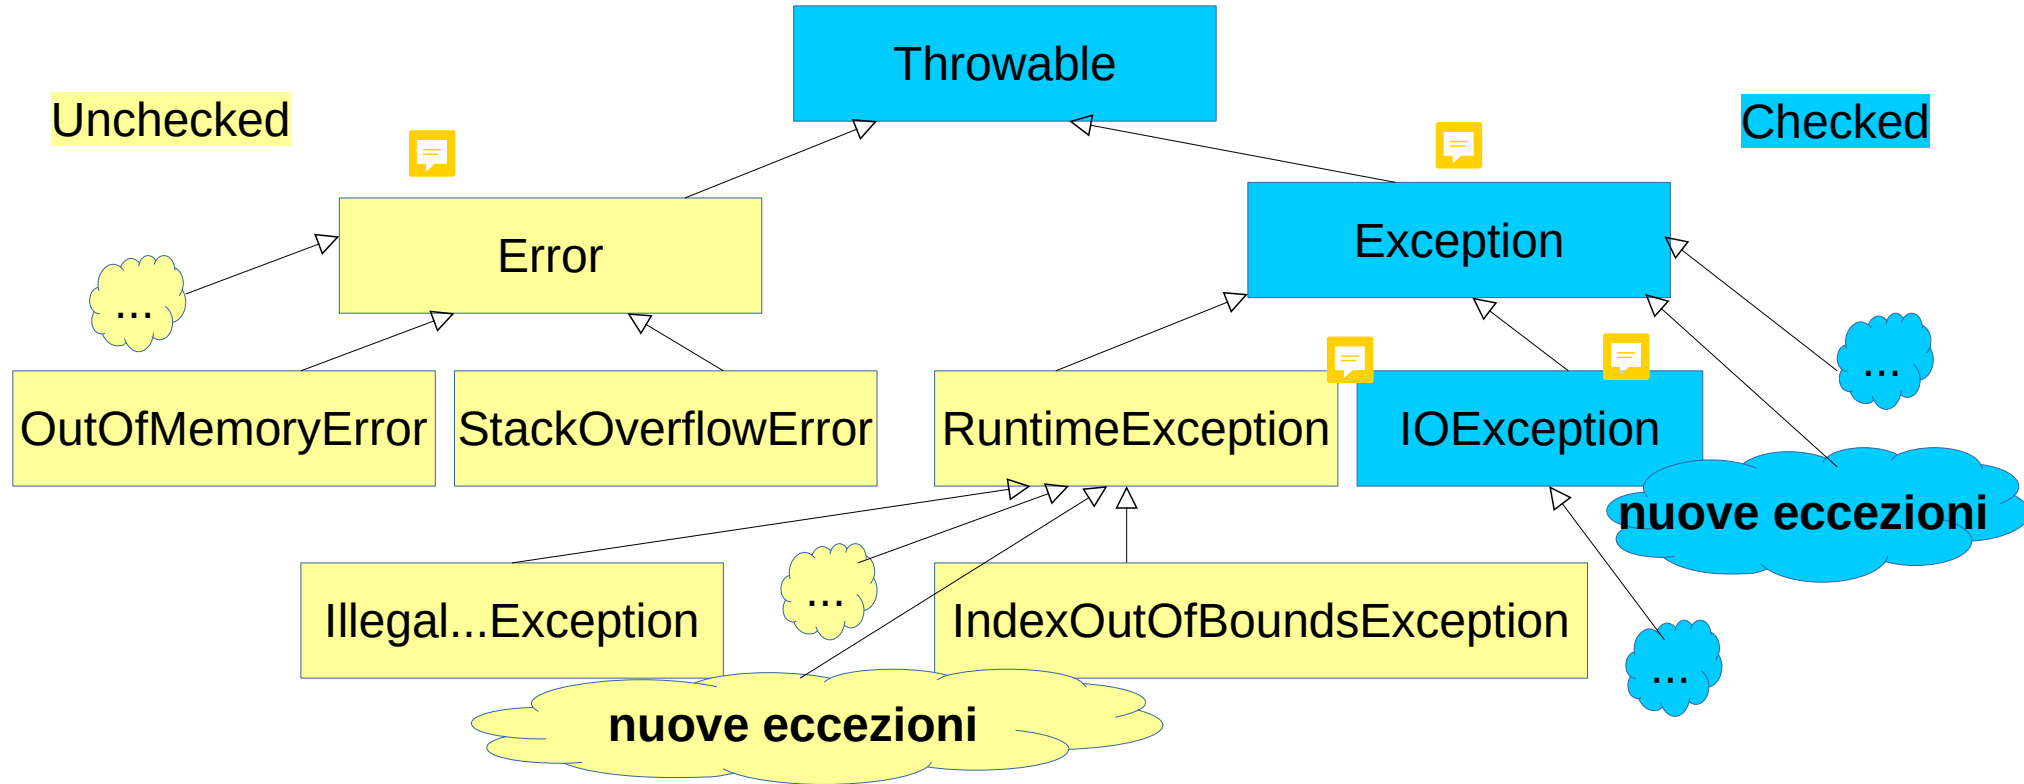 Throwable
Unchecked
Checked
Error
Exception
...
...
OutOfMemoryError
StackOverflowError
RuntimeException
IOException
nuove eccezioni
Illegal...Exception
...
IndexOutOfBoundsException
...
nuove eccezioni